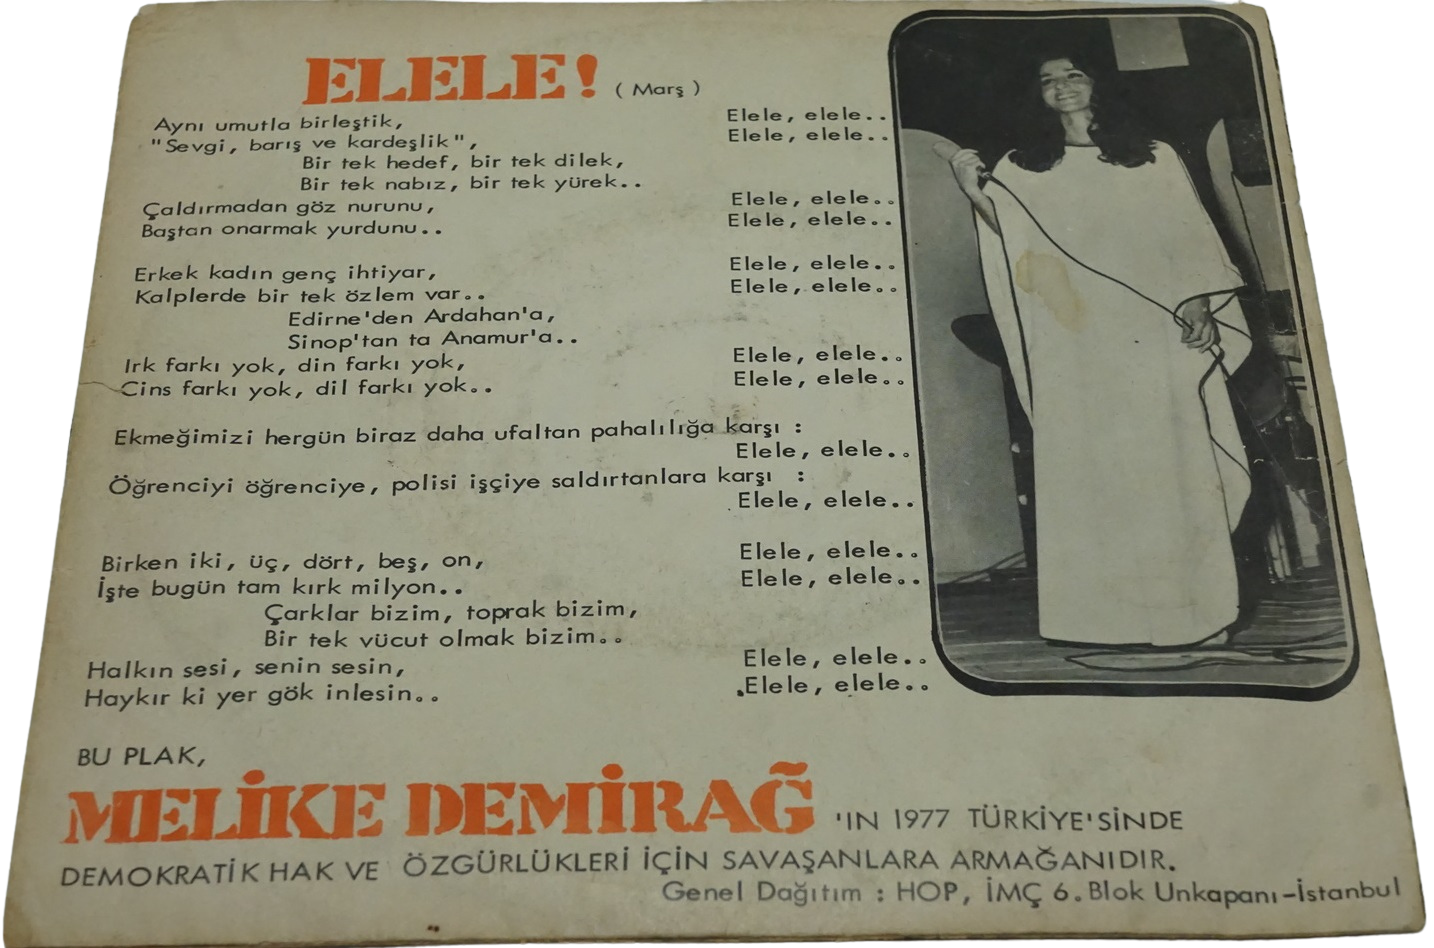 ELELE! ( Marş )
Aynı umutla birleştik, Elele, elele..
"Sevgi, barış ve kardeşlik", Elele, elele..
Bir tek hedef, bir tek dilek,
Bir tek nabız, bir tek yürek..
Çaldırmadan göz nurunu, Elele, elele..
Baştan onarmak yurdunu.. Elele, elele..
Erkek kadın genç ihtiyar, Elele, elele..
Kalplerde bir tek özlem var.. Elele, elele..
Edirne'den Ardahan'a,
Sinop'tan ta Anamur'a..
Irk farkı yok, din farkı yok, Elele, elele..
Cins farkı yok, dil farkı yok.. Elele, elele..
Ekmeğimizi hergün biraz daha ufaltan pahalılığa karşı :
Elele, elele..
Öğrenciyi öğrenciye, polisi işçiye saldırtanlara karşı :
Elele, elele..
Birken iki, üç, dört, beş, on, Elele, elele..
İşte bugün tam kırk milyon.. Elele, elele..
Çarklar bizim, toprak bizim,
Bir tek vücut olmak bizim..
Halkın sesi, senin sesin, Elele, elele..
Haykır ki yer gök inlesin.. Elele, elele..
BU PLAK,
MELİKE DEMİRAĞ 'IN 1977 TÜRKİYE'SİNDE
DEMOKRATİK HAK VE ÖZGÜRLÜKLERİ İÇİN SAVAŞANLARA ARMAĞANIDIR.
Genel Dağıtım : HOP, İMÇ 6. Blok Unkapanı-İstanbul